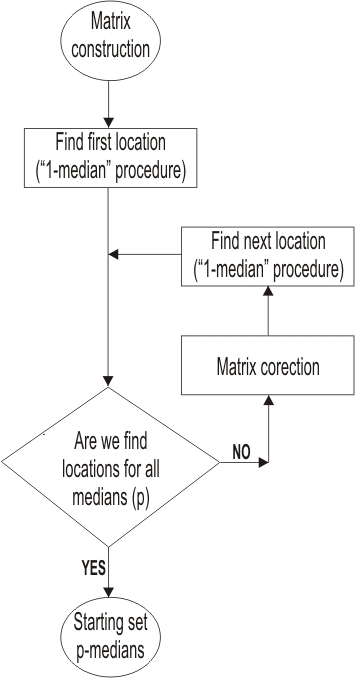 Matrix
construction
Find first location
("1-median" procedure)
Find next location
("1-median" procedure)
Matrix corection
Are we find
locations for all
medians (p)
NO
YES
Starting set
p-medians